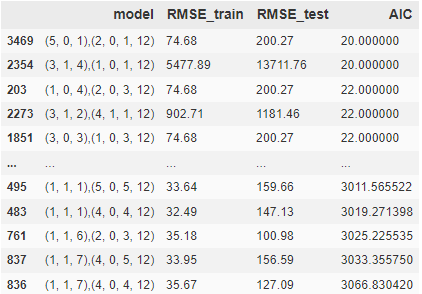 model RMSE_train RMSE_test AIC
3469 (5, 0, 1),(2, 0, 1, 12) 74.68 200.27 20.000000
2354 (3, 1, 4),(1, 0, 1, 12) 5477.89 13711.76 20.000000
203 (1, 0, 4),(2, 0, 3, 12) 74.68 200.27 22.000000
2273 (3, 1, 2),(4, 1, 1, 12) 902.71 1181.46 22.000000
1851 (3, 0, 3),(1, 0, 3, 12) 74.68 200.27 22.000000
... ... ... ... ...
495 (1, 1, 1),(5, 0, 5, 12) 33.64 159.66 3011.565522
483 (1, 1, 1),(4, 0, 4, 12) 32.49 147.13 3019.271398
761 (1, 1, 6),(2, 0, 3, 12) 35.18 100.98 3025.225535
837 (1, 1, 7),(4, 0, 5, 12) 33.95 156.59 3033.355750
836 (1, 1, 7),(4, 0, 4, 12) 35.67 127.09 3066.830420